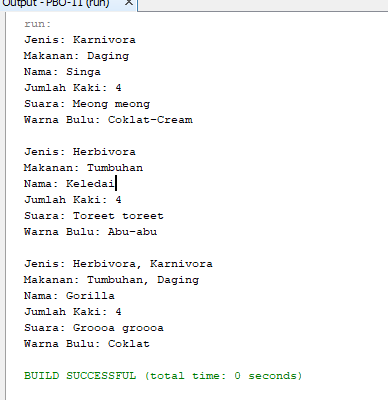 Output - PBO-11 (run) ×
run:
Jenis: Karnivora
Makanan: Daging
Nama: Singa
Jumlah Kaki: 4
Suara: Meong meong
Warna Bulu: Coklat-Cream
Jenis: Herbivora
Makanan: Tumbuhan
Nama: Keledai
Jumlah Kaki: 4
Suara: Toreet toreet
Warna Bulu: Abu-abu
Jenis: Herbivora, Karnivora
Makanan: Tumbuhan, Daging
Nama: Gorilla
Jumlah Kaki: 4
Suara: Groooa groooa
Warna Bulu: Coklat
BUILD SUCCESSFUL (total time: 0 seconds)